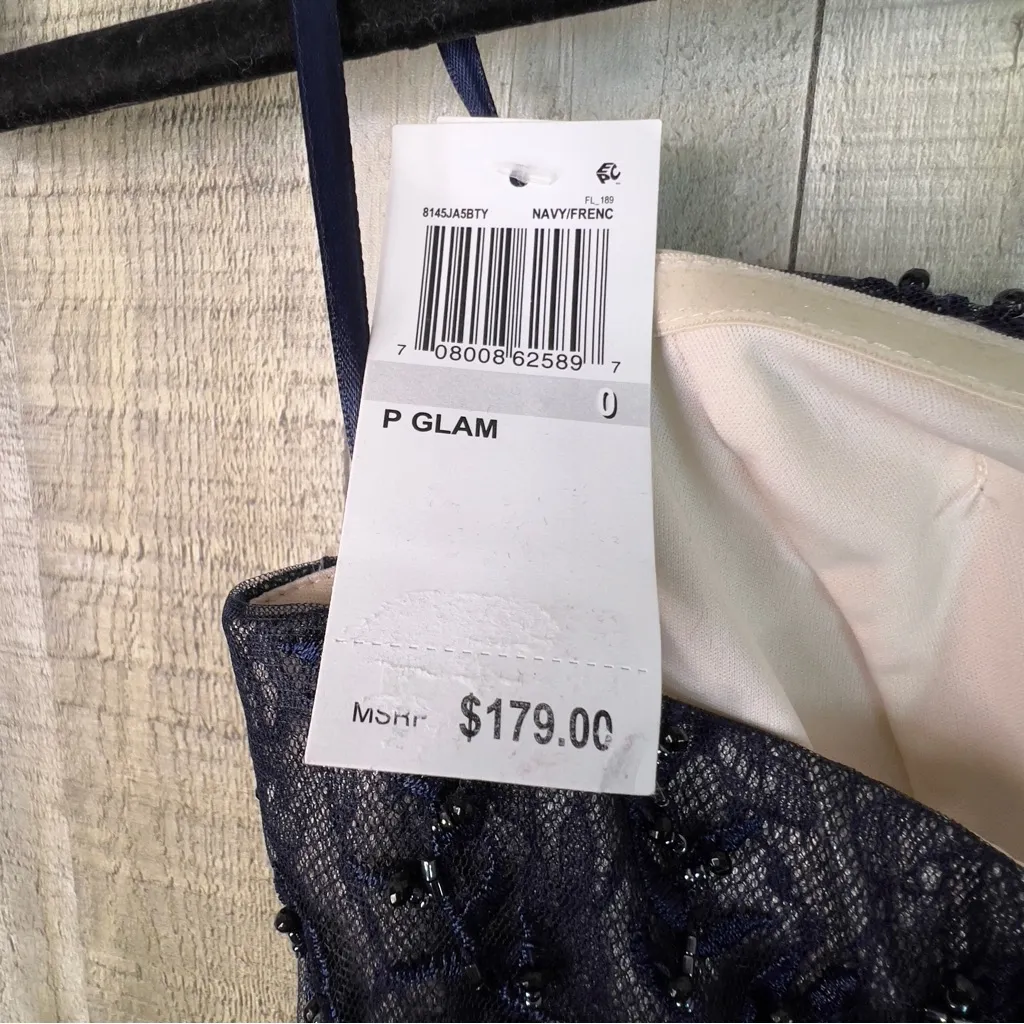 FL_189
8145JA5BTY NAVY/FRENC
7 08008 62589 7
0
P GLAM
MSRP $179.00